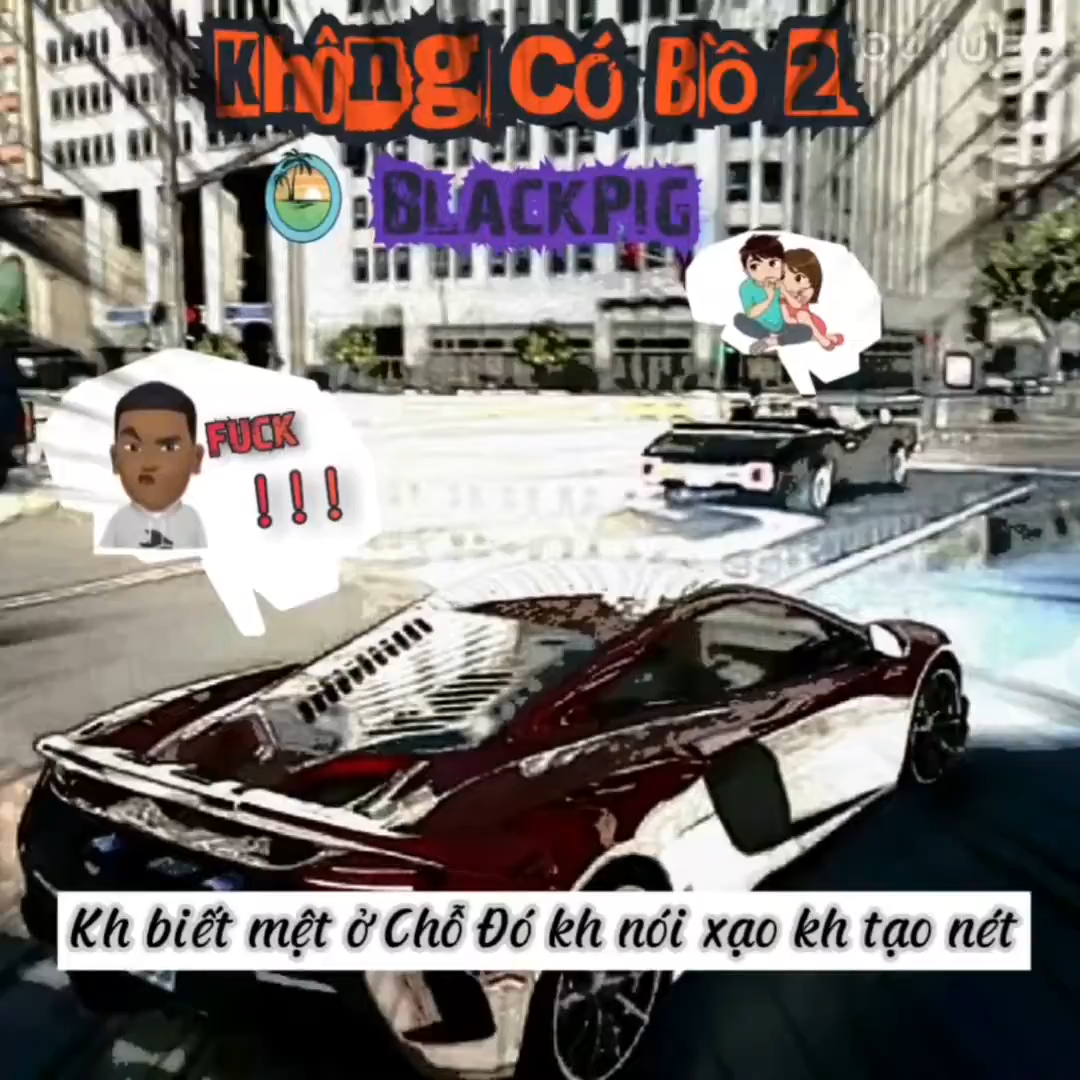 Không Có Bồ 2
BLACKPIG
FUCK
!!!
Kh biết mệt ở Chỗ Đó kh nói xạo kh tạo nét